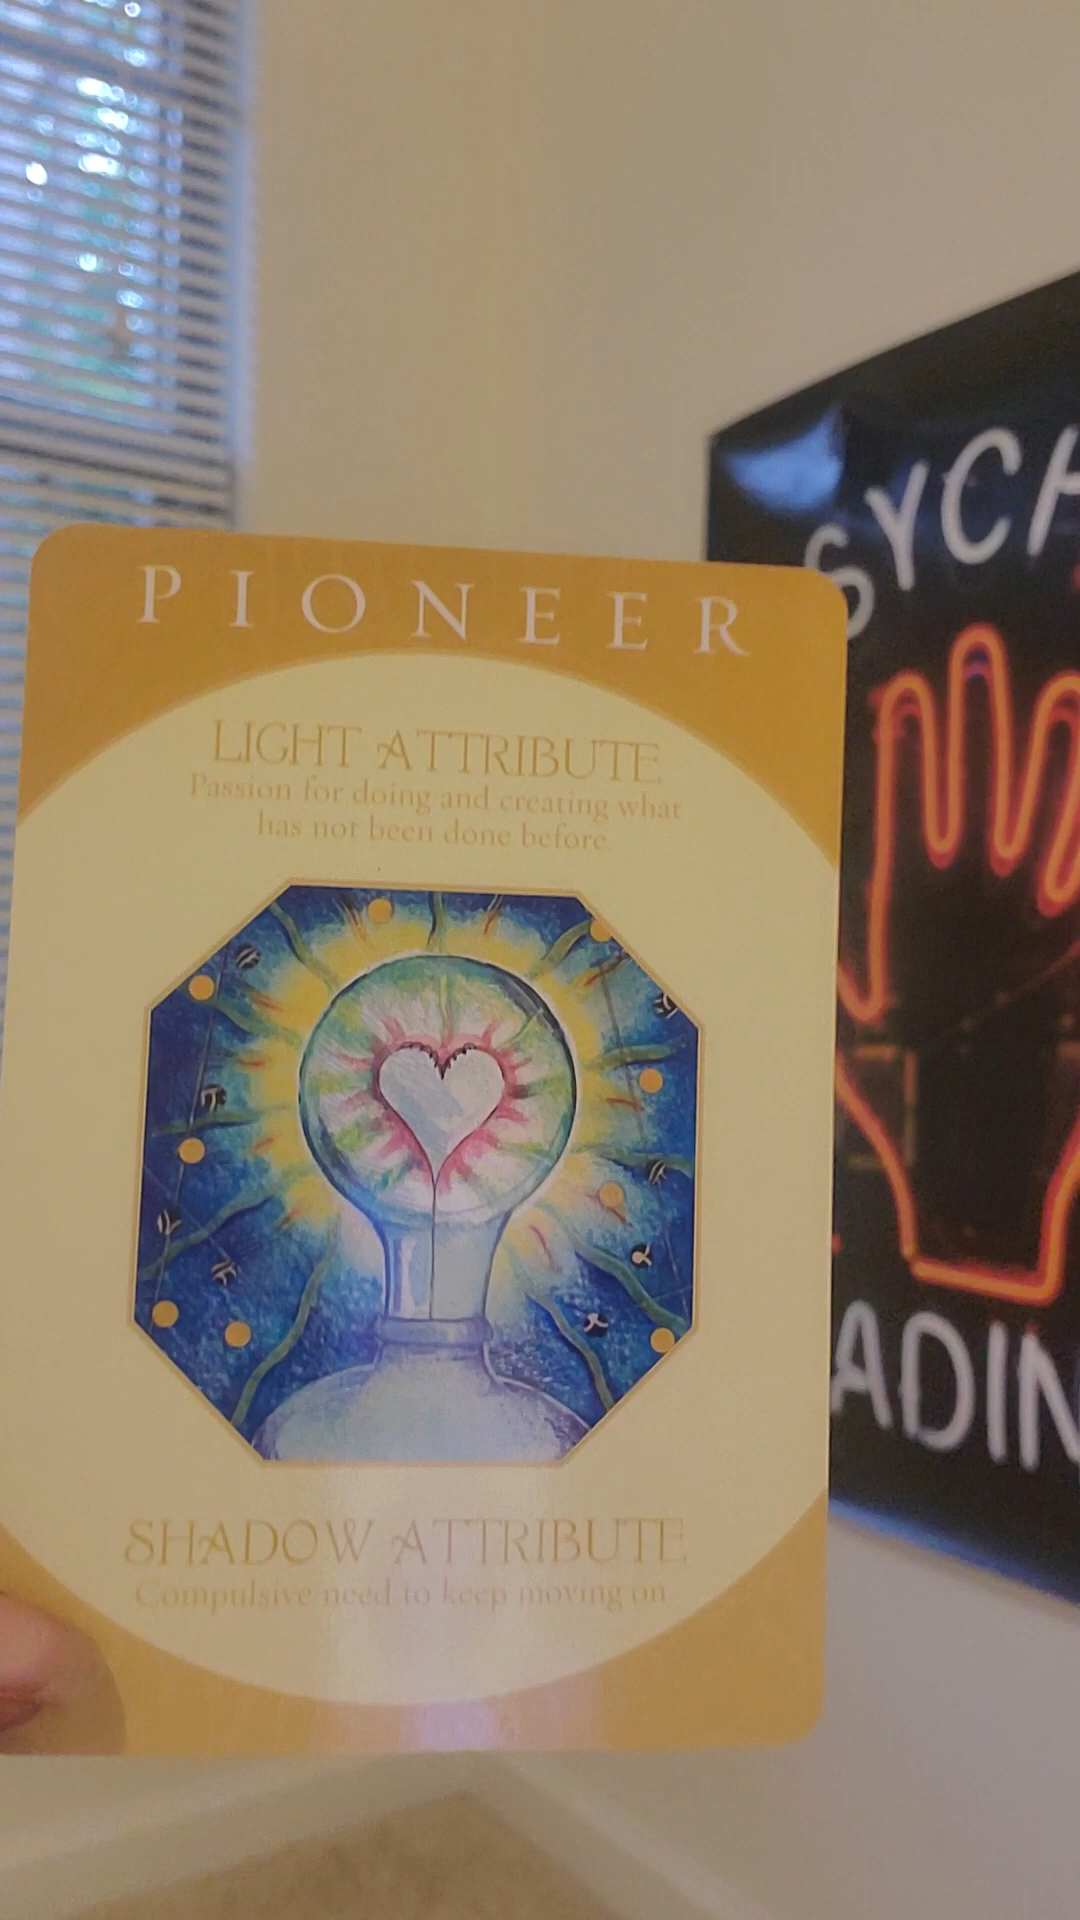 PIONEER
LIGHT ATTRIBUTE
Passion for doing and creating what
has not been done before.
SHADOW ATTRIBUTE
Compulsive need to keep moving on
SYCH
ADIN